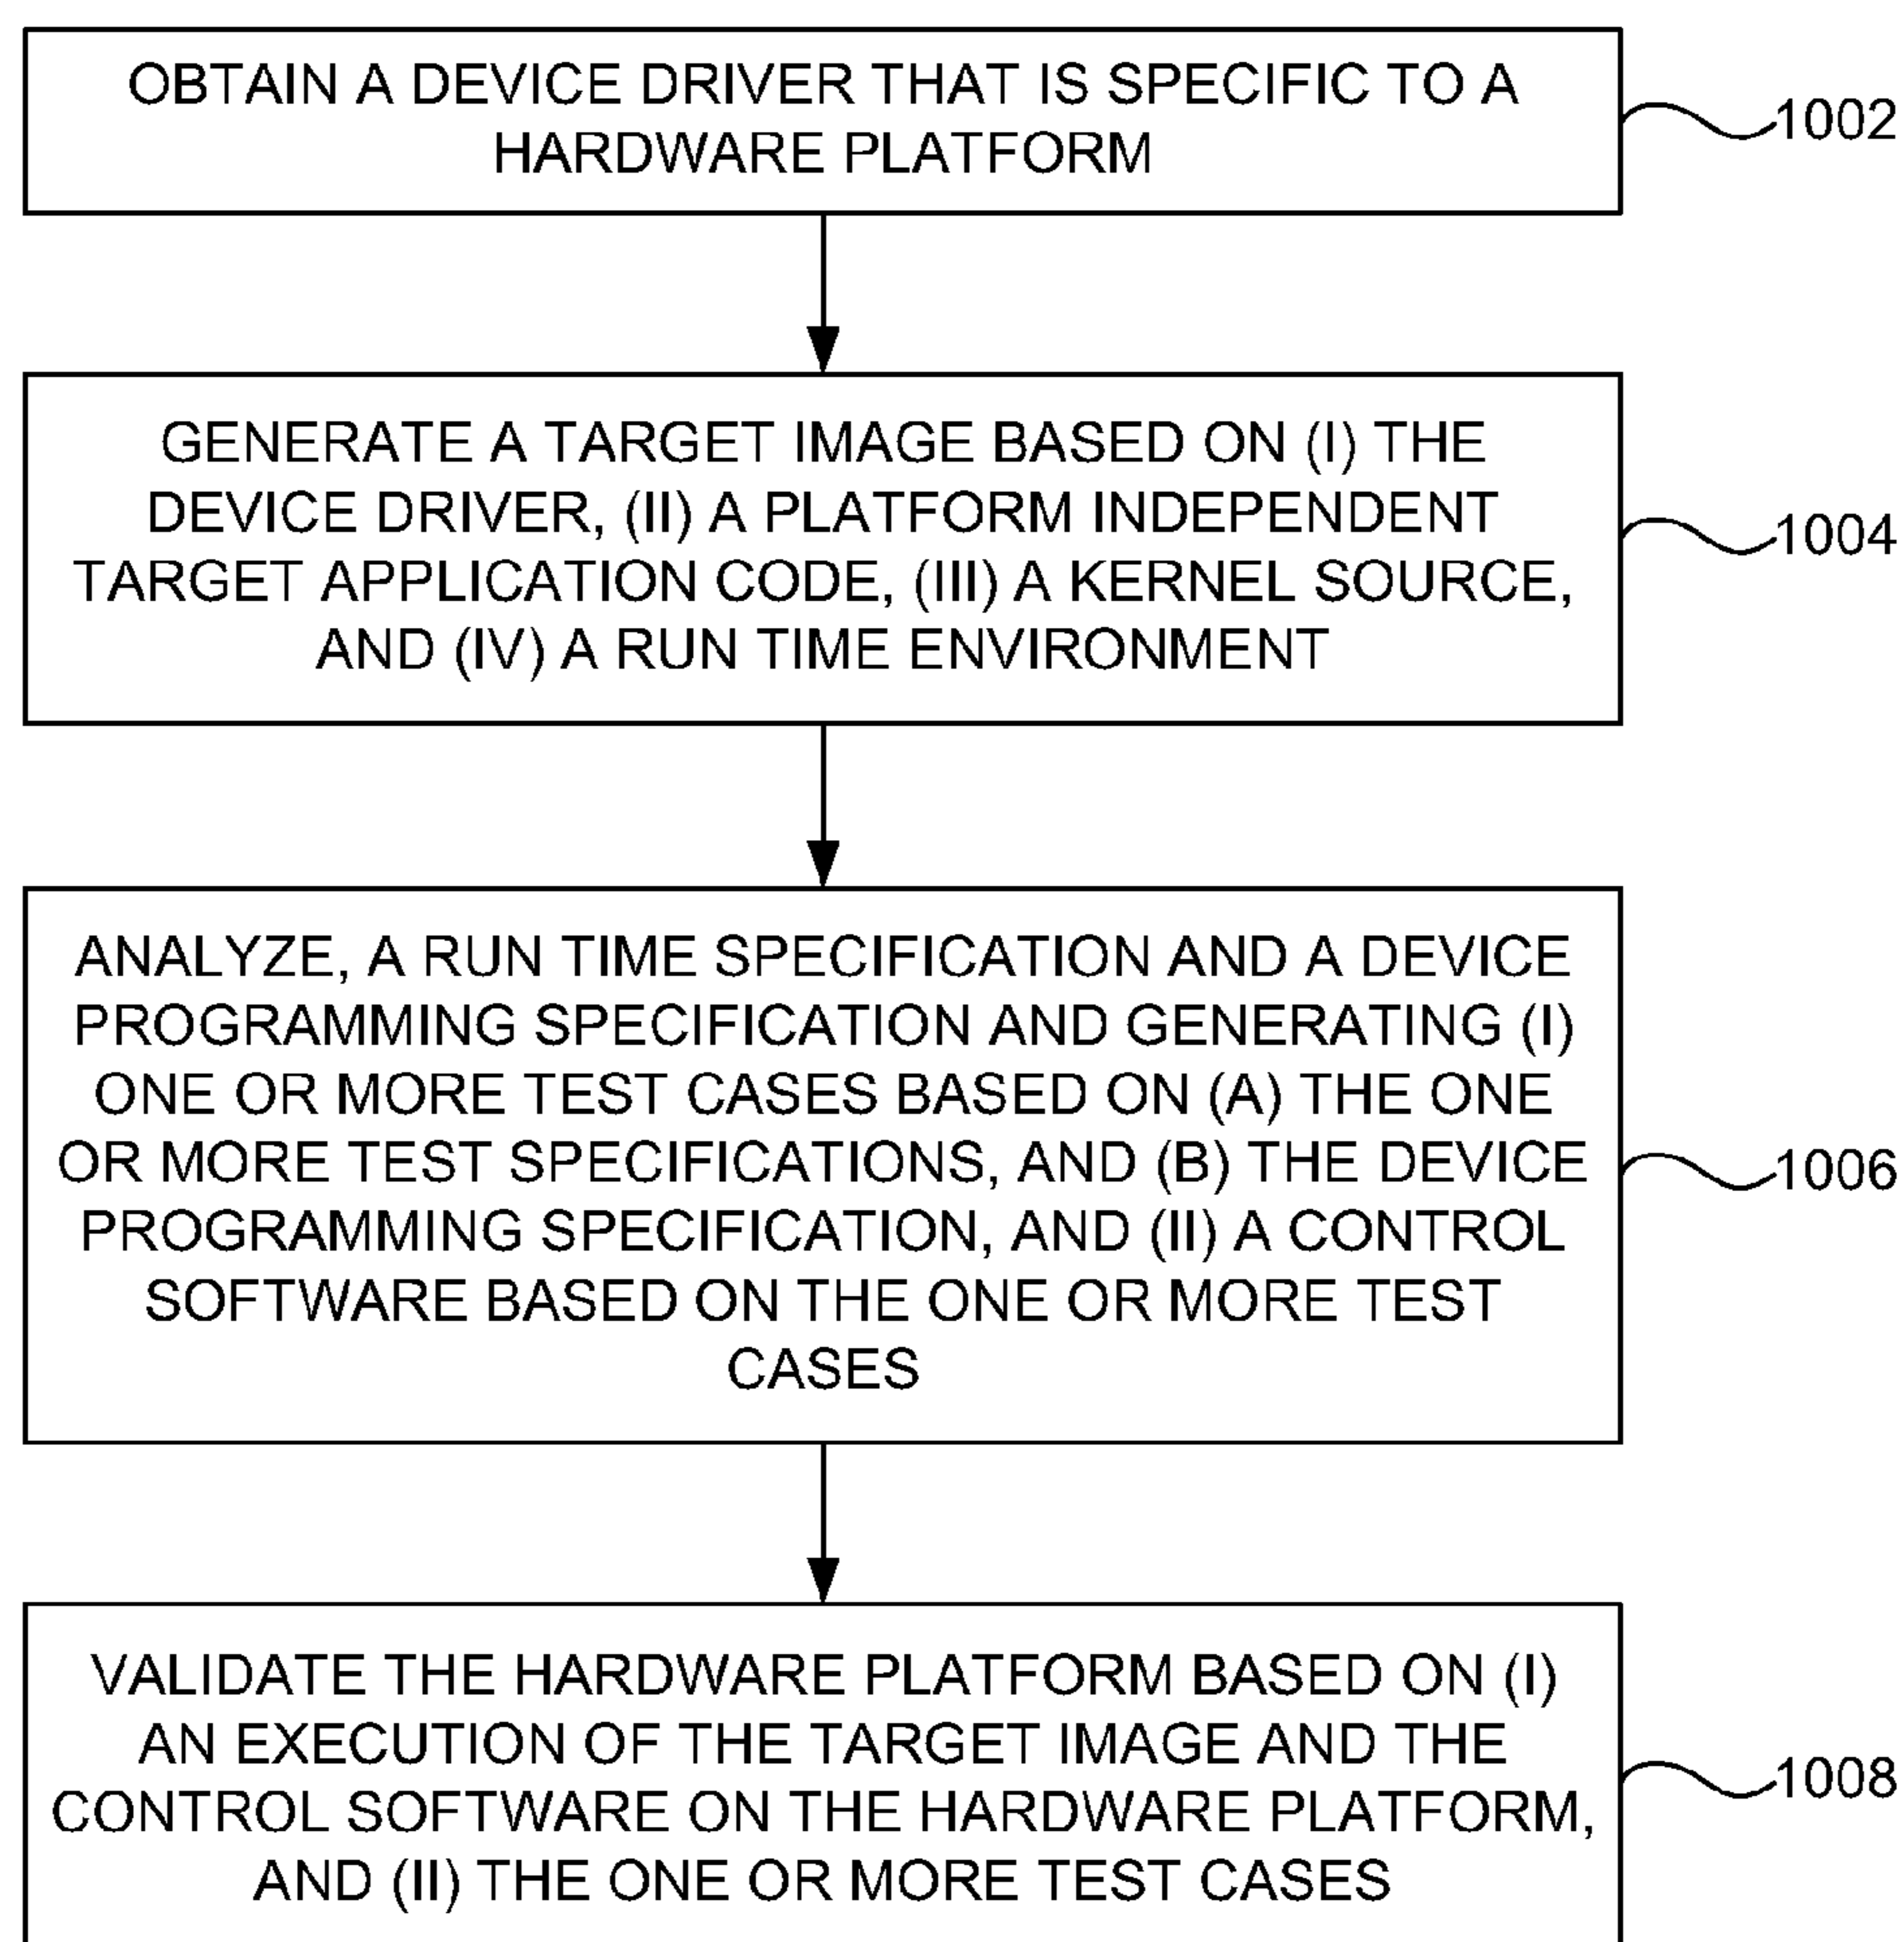 OBTAIN A DEVICE DRIVER THAT IS SPECIFIC TO A
HARDWARE PLATFORM
1002
GENERATE A TARGET IMAGE BASED ON (I) THE
DEVICE DRIVER, (II) A PLATFORM INDEPENDENT
TARGET APPLICATION CODE, (III) A KERNEL SOURCE,
AND (IV) A RUN TIME ENVIRONMENT
1004
ANALYZE, A RUN TIME SPECIFICATION AND A DEVICE
PROGRAMMING SPECIFICATION AND GENERATING (I)
ONE OR MORE TEST CASES BASED ON (A) THE ONE
OR MORE TEST SPECIFICATIONS, AND (B) THE DEVICE
PROGRAMMING SPECIFICATION, AND (II) A CONTROL
SOFTWARE BASED ON THE ONE OR MORE TEST
CASES
1006
VALIDATE THE HARDWARE PLATFORM BASED ON (I)
AN EXECUTION OF THE TARGET IMAGE AND THE
CONTROL SOFTWARE ON THE HARDWARE PLATFORM,
AND (II) THE ONE OR MORE TEST CASES
1008